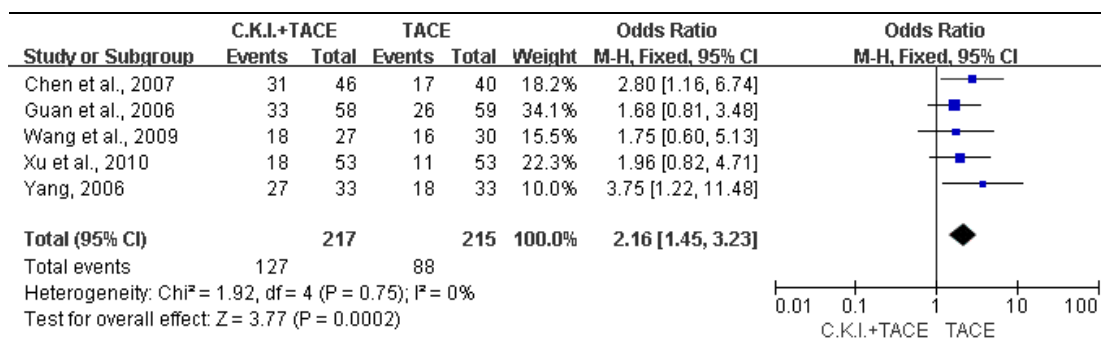 C.K.I.+TACE TACE Odds Ratio Odds Ratio
Study or Subgroup Events Total Events Total Weight M-H, Fixed, 95% CI M-H, Fixed, 95% CI
Chen et al., 2007 31 46 17 40 18.2% 2.80 [1.16, 6.74]
Guan et al., 2006 33 58 26 59 34.1% 1.68 [0.81, 3.48]
Wang et al., 2009 18 27 16 30 15.5% 1.75 [0.60, 5.13]
Xu et al., 2010 18 53 11 53 22.3% 1.96 [0.82, 4.71]
Yang, 2006 27 33 18 33 10.0% 3.75 [1.22, 11.48]
Total (95% CI) 217 215 100.0% 2.16 [1.45, 3.23]
Total events 127 88
Heterogeneity: Chi² = 1.92, df = 4 (P = 0.75); I² = 0%
Test for overall effect: Z = 3.77 (P = 0.0002)
0.01 0.1 1 10 100
C.K.I.+TACE TACE